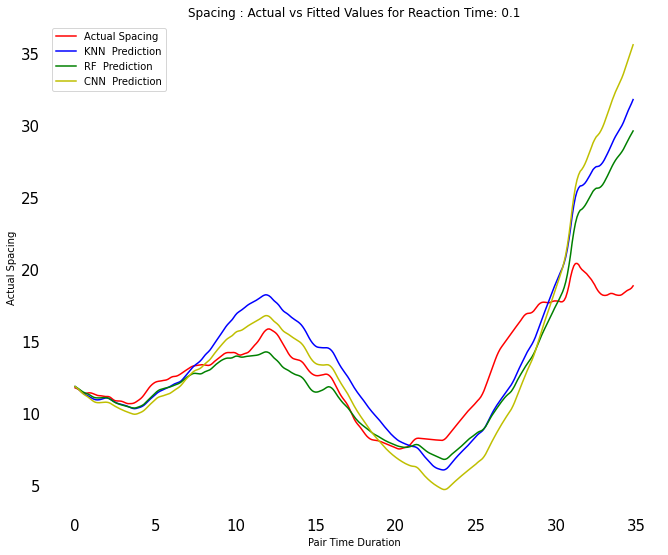 Spacing : Actual vs Fitted Values for Reaction Time: 0.1
Actual Spacing
KNN  Prediction
RF  Prediction
CNN  Prediction
35
30
25
20
15
10
5
Actual Spacing
0 5 10 15 20 25 30 35
Pair Time Duration